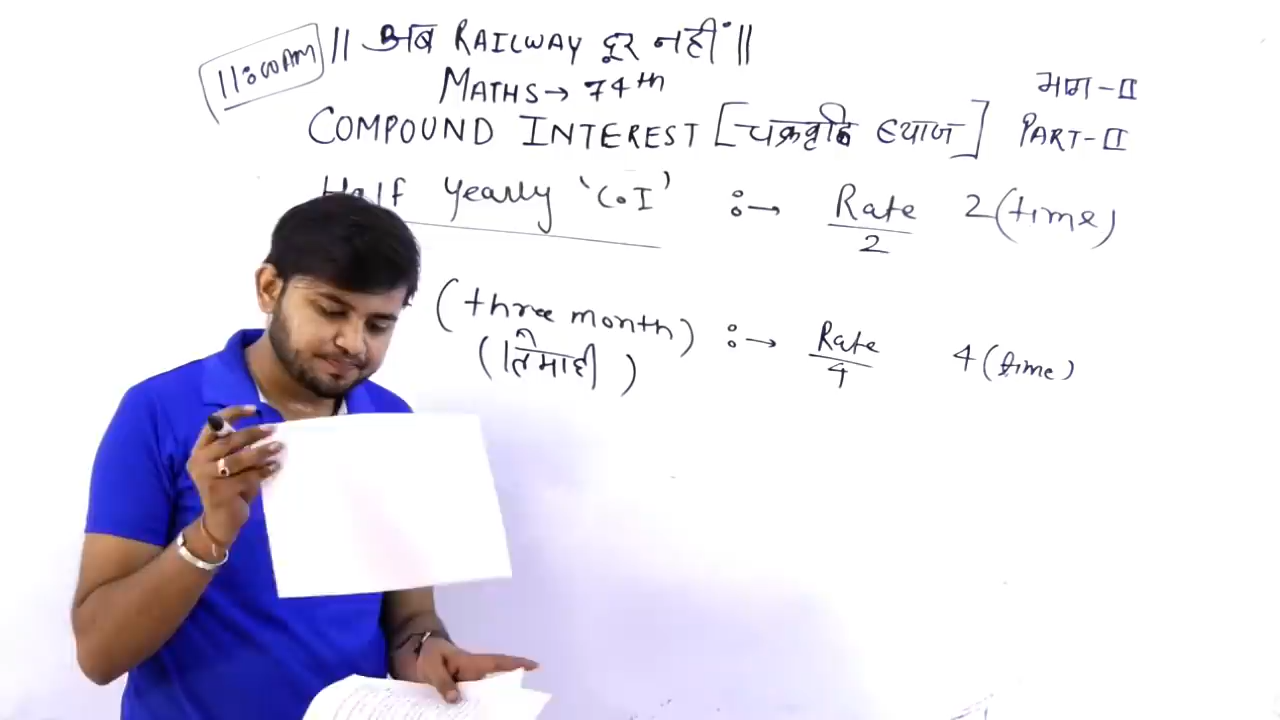 11:00AM
|| अब RAILWAY दूर नहीं ||
MATHS → 74th
भाग-II
COMPOUND INTEREST [चक्रवृद्धि ब्याज] PART-II
Half Yearly 'C.I' :→ Rate/2 2(time)
(three month) :→ Rate/4 4(time)
(तिमाही)